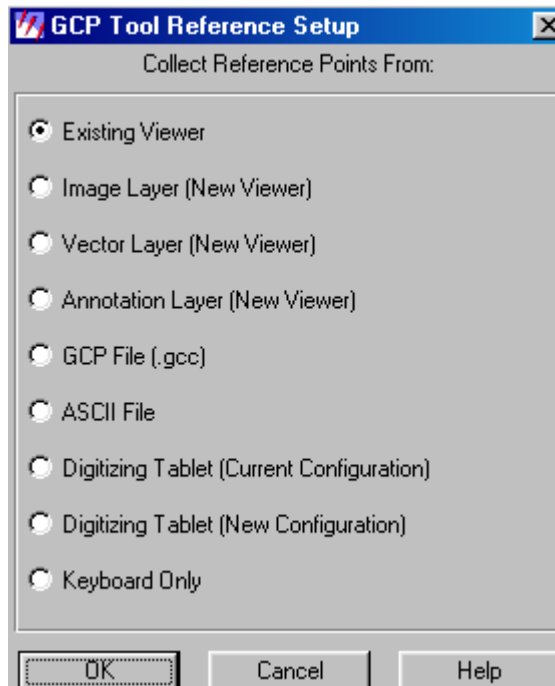 GCP Tool Reference Setup
Collect Reference Points From:
Existing Viewer
Image Layer (New Viewer)
Vector Layer (New Viewer)
Annotation Layer (New Viewer)
GCP File (.gcc)
ASCII File
Digitizing Tablet (Current Configuration)
Digitizing Tablet (New Configuration)
Keyboard Only
OK Cancel Help